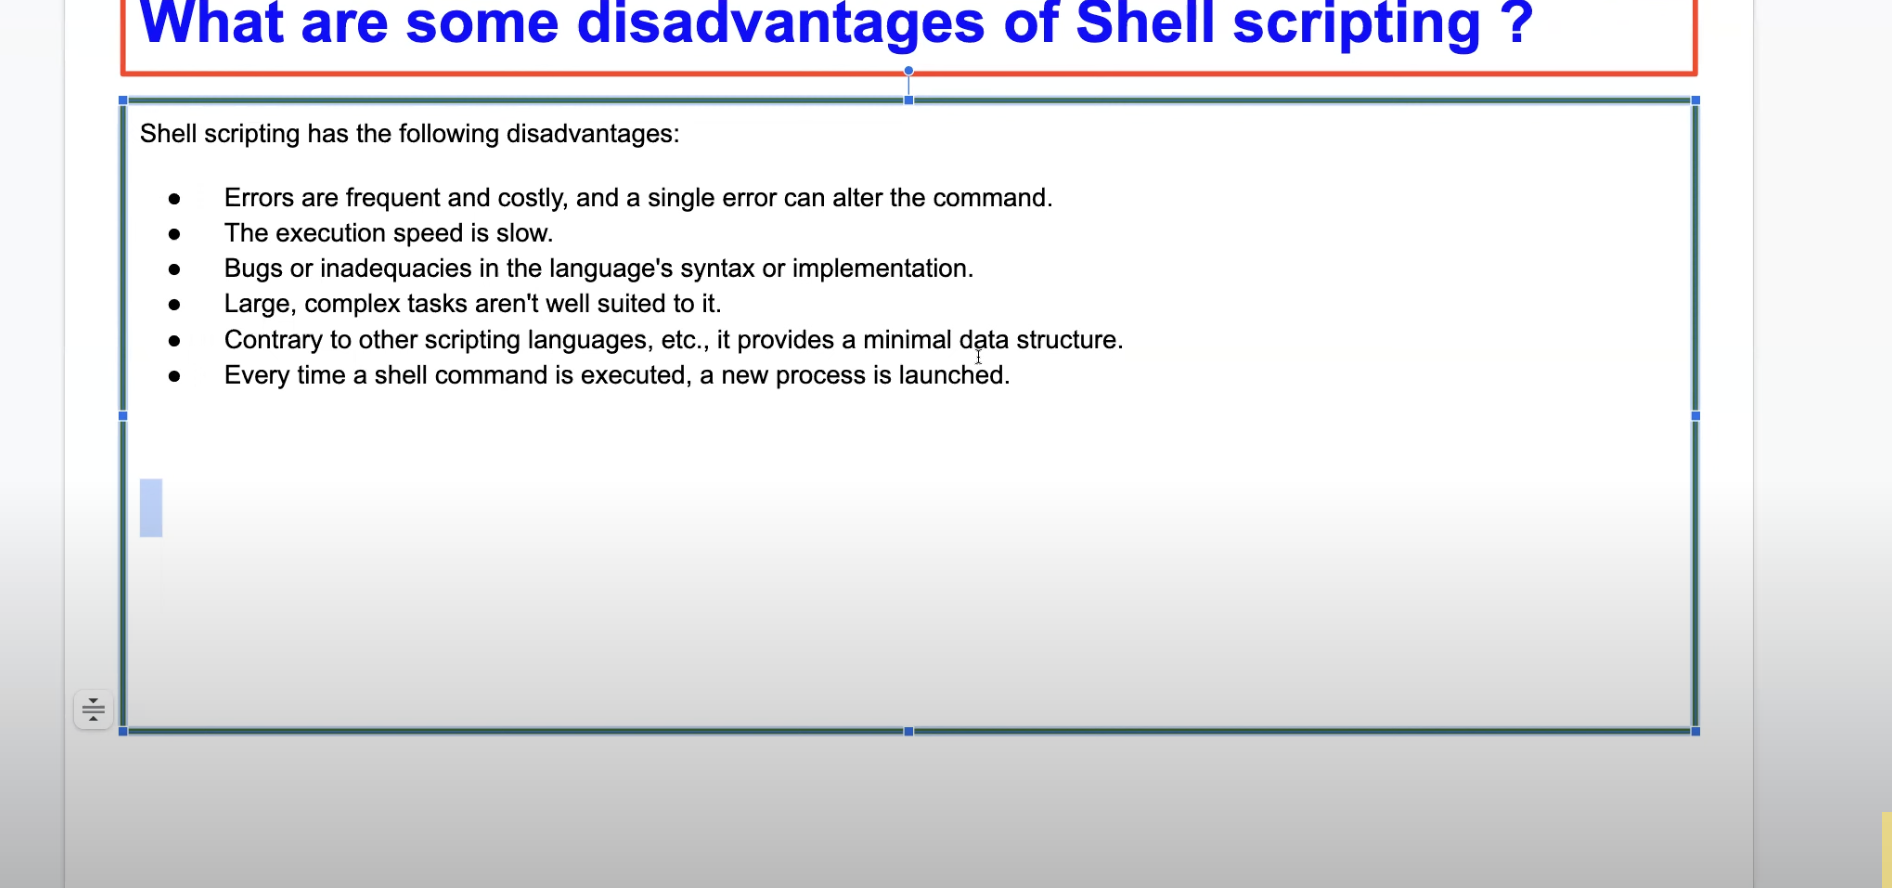 What are some disadvantages of Shell scripting ?
Shell scripting has the following disadvantages:
● Errors are frequent and costly, and a single error can alter the command.
● The execution speed is slow.
● Bugs or inadequacies in the language's syntax or implementation.
● Large, complex tasks aren't well suited to it.
● Contrary to other scripting languages, etc., it provides a minimal data structure.
● Every time a shell command is executed, a new process is launched.